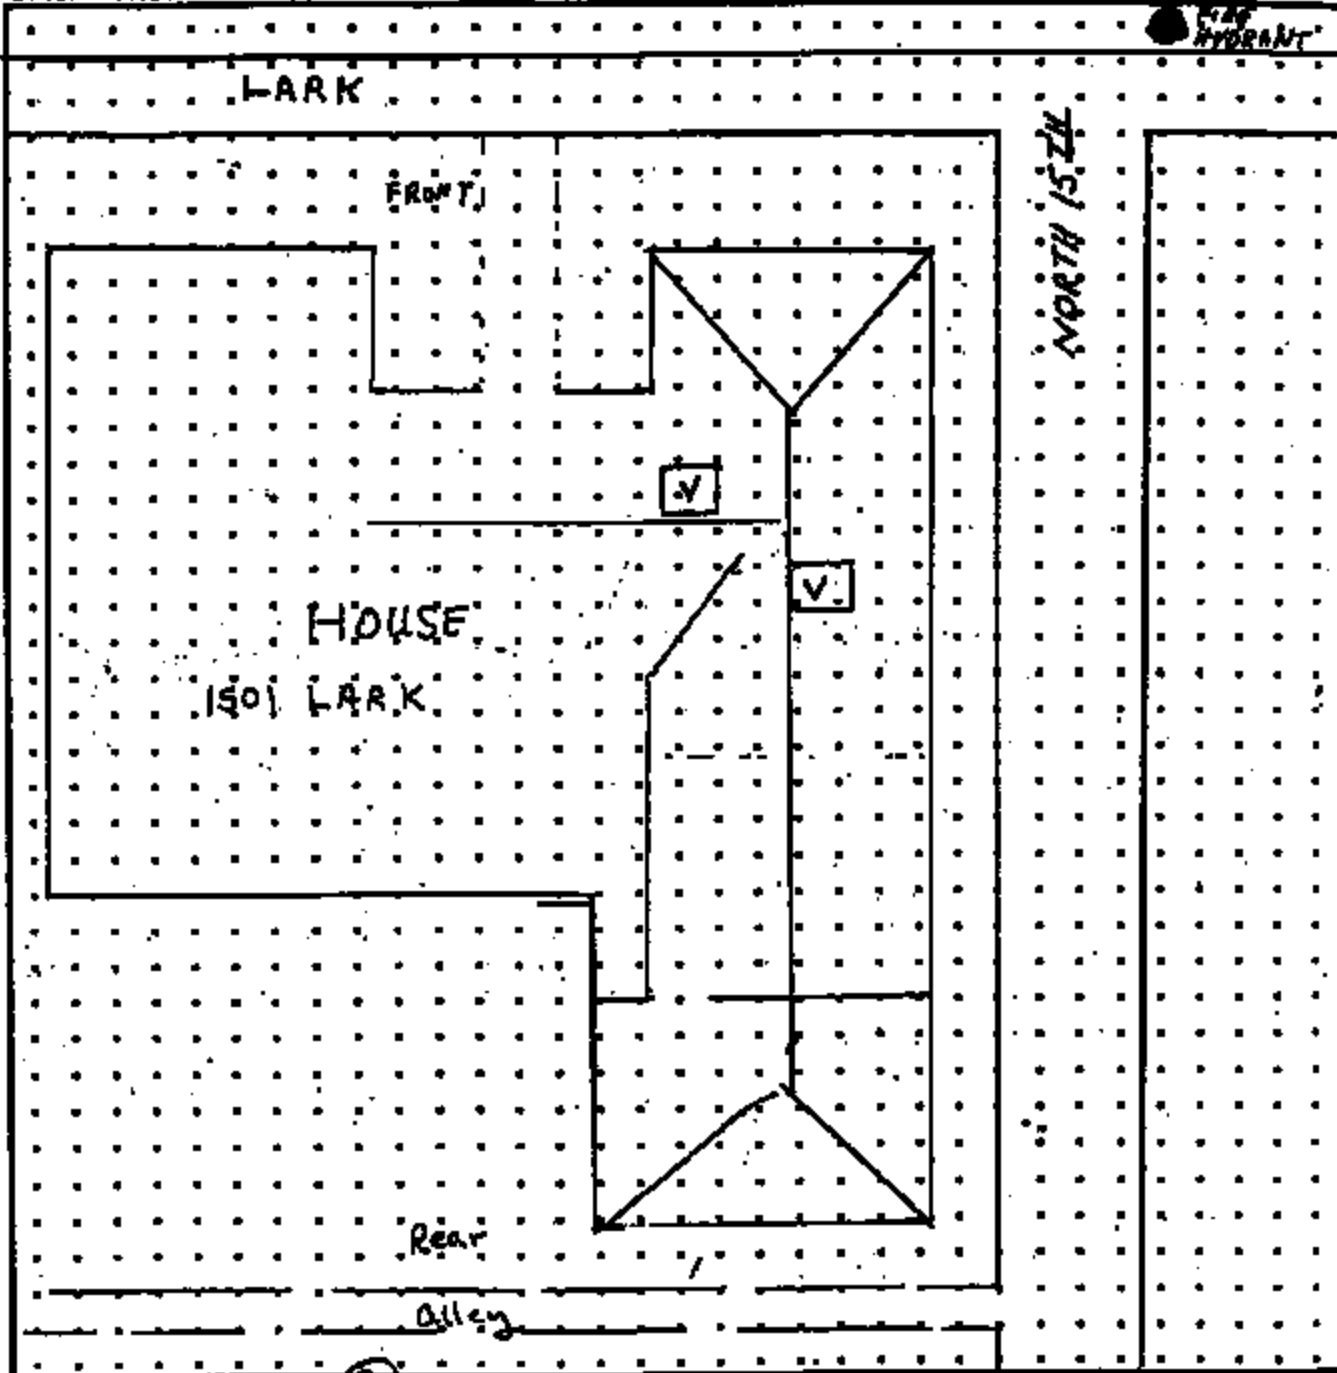 FIRE
HYDRANT
LARK
NORTH 15TH
FRONT
V
V
HOUSE
1501 LARK
Rear
Alley